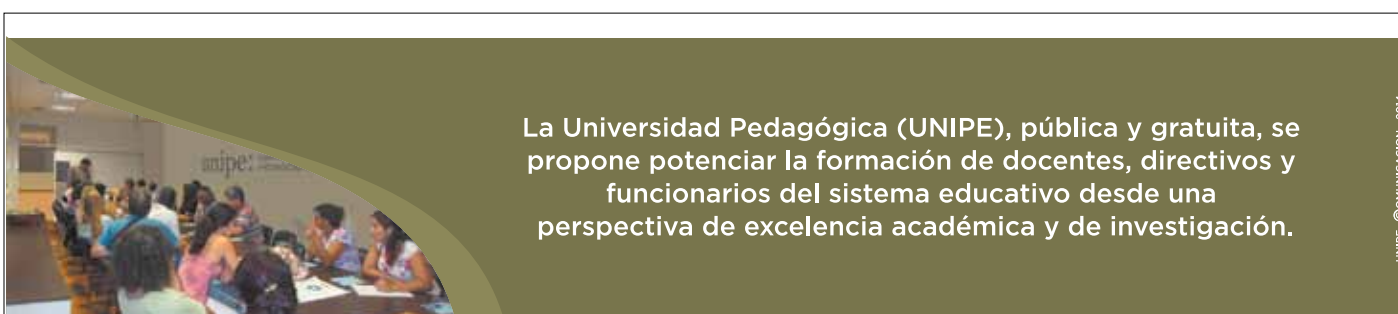 La Universidad Pedagógica (UNIPE), pública y gratuita, se
propone potenciar la formación de docentes, directivos y
funcionarios del sistema educativo desde una
perspectiva de excelencia académica y de investigación.
unipe: